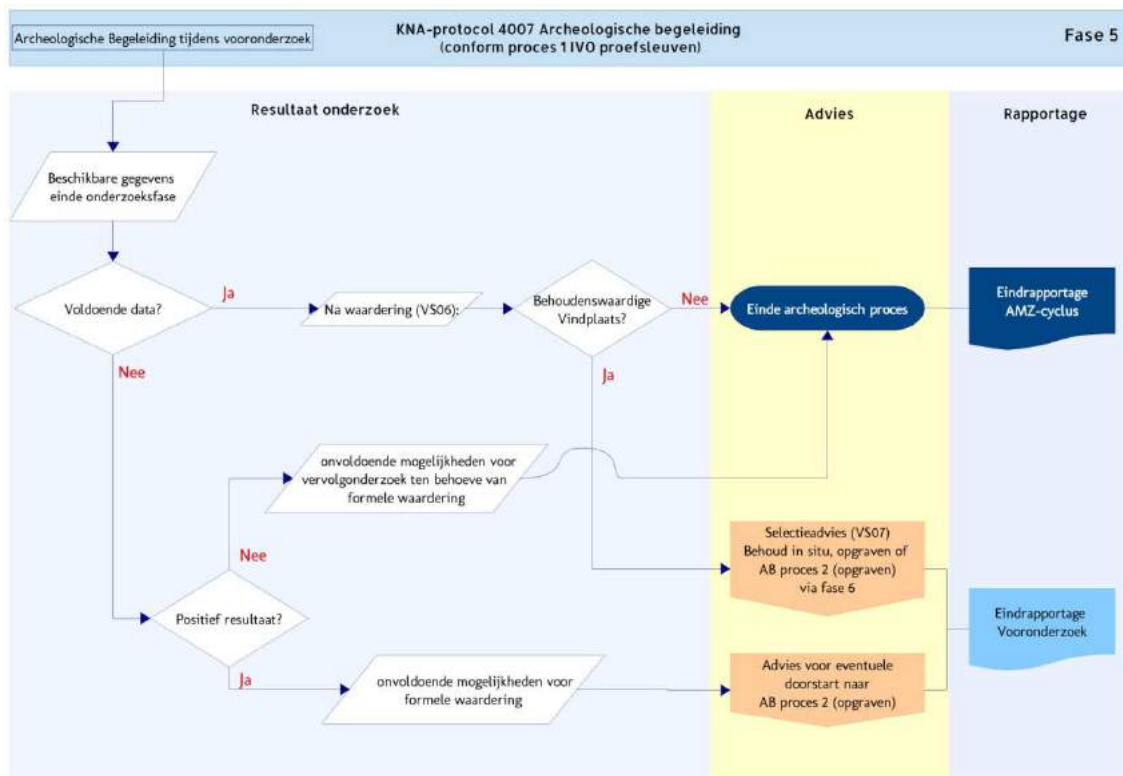 Archeologische Begeleiding tijdens vooronderzoek
KNA-protocol 4007 Archeologische begeleiding
(conform proces 1 IVO proefsleuven)
Fase 5
Resultaat onderzoek
Advies
Rapportage
Beschikbare gegevens
einde onderzoeksfase
Voldoende data?
Ja
Na waardering (VS06):
Behoudenswaardige
Vindplaats?
Nee
Einde archeologisch proces
Eindrapportage
AMZ-cyclus
Nee
Ja
onvoldoende mogelijkheden voor
vervolgonderzoek ten behoeve van
formele waardering
Nee
Selectieadvies (VS07)
Behoud in situ, opgraven of
AB proces 2 (opgraven)
via fase 6
Positief resultaat?
Eindrapportage
Vooronderzoek
Ja
onvoldoende mogelijkheden voor
formele waardering
Advies voor eventuele
doorstart naar
AB proces 2 (opgraven)